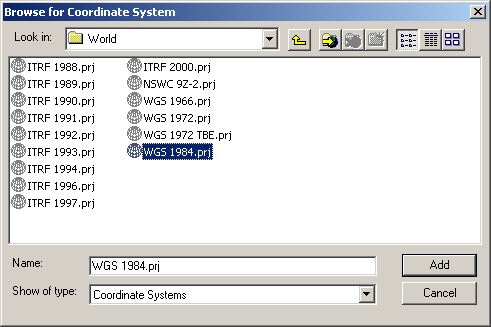 Browse for Coordinate System
Look in: World
ITRF 1988.prj
ITRF 1989.prj
ITRF 1990.prj
ITRF 1991.prj
ITRF 1992.prj
ITRF 1993.prj
ITRF 1994.prj
ITRF 1996.prj
ITRF 1997.prj
ITRF 2000.prj
NSWC 9Z-2.prj
WGS 1966.prj
WGS 1972.prj
WGS 1972 TBE.prj
WGS 1984.prj
Name: WGS 1984.prj
Add
Show of type: Coordinate Systems
Cancel